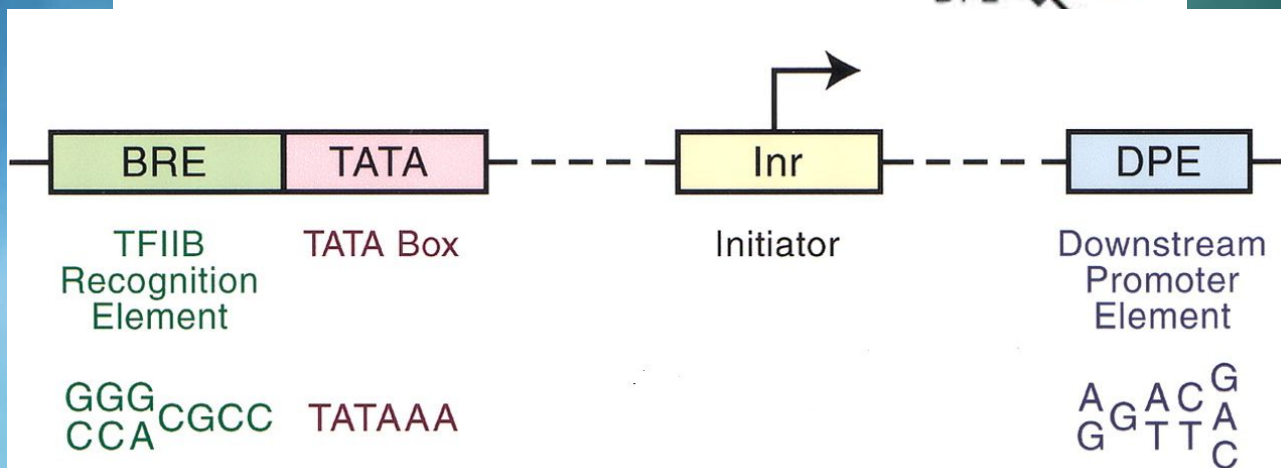 BRE TATA Inr DPE
TFIIB
Recognition
Element
TATA Box
Initiator
Downstream
Promoter
Element
GGG
CCA
CGCC
TATAAA
A
G
G
A C
T T
G
A
C